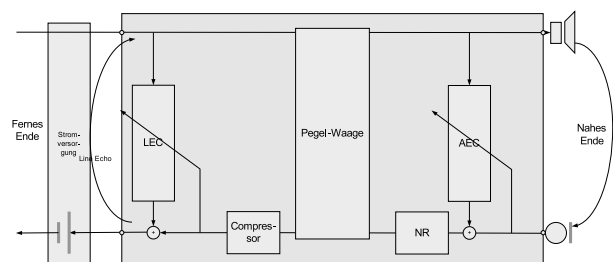 Fernes
Ende
Strom-
versor-
gung
Line Echo
LEC
Pegel-Waage
AEC
Nahes
Ende
+
Compres-
sor
NR
+